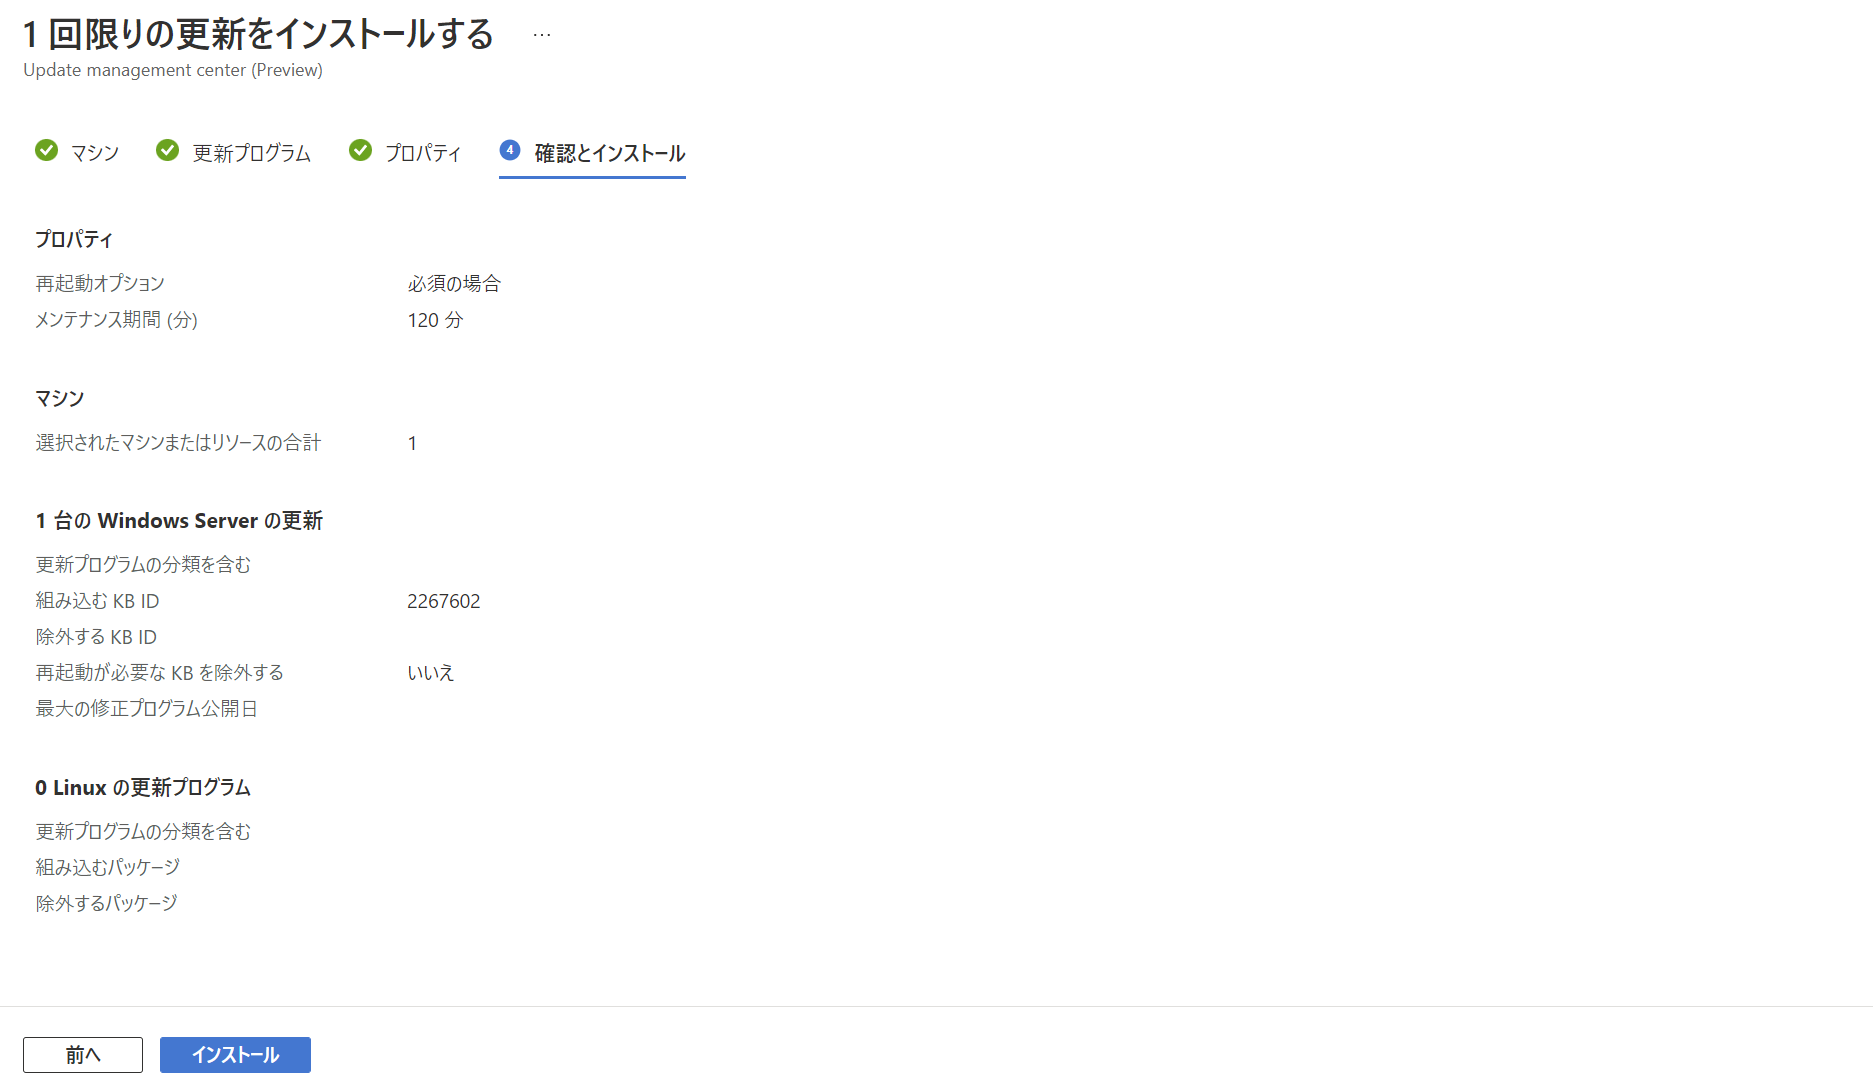 1 回限りの更新をインストールする ...
Update management center (Preview)
マシン 更新プログラム プロパティ 4 確認とインストール
プロパティ
再起動オプション 必須の場合
メンテナンス期間 (分) 120 分
マシン
選択されたマシンまたはリソースの合計 1
1 台の Windows Server の更新
更新プログラムの分類を含む
組み込む KB ID 2267602
除外する KB ID
再起動が必要な KB を除外する いいえ
最大の修正プログラム公開日
0 Linux の更新プログラム
更新プログラムの分類を含む
組み込むパッケージ
除外するパッケージ
前へ インストール